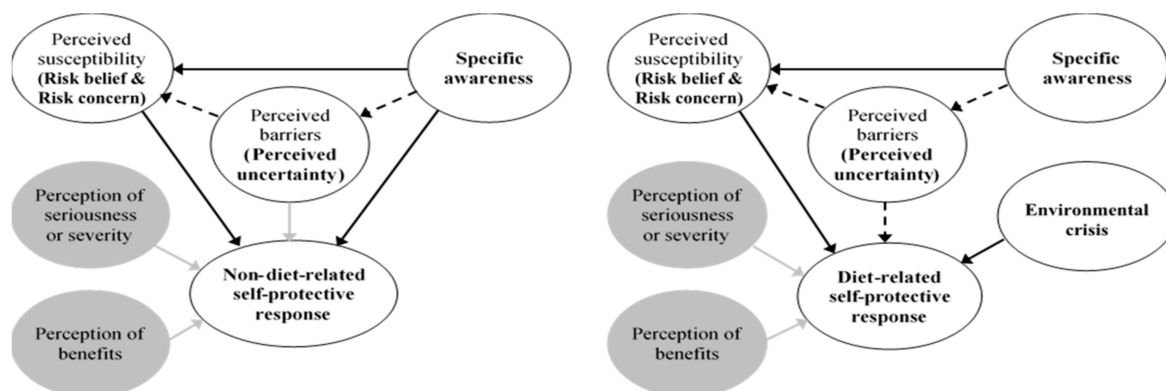 Perceived
susceptibility
(Risk belief &
Risk concern)
Specific
awareness
Perceived
barriers
(Perceived
uncertainty)
Perception of
seriousness
or severity
Non-diet-related
self-protective
response
Perception of
benefits
Perceived
susceptibility
(Risk belief &
Risk concern)
Specific
awareness
Perceived
barriers
(Perceived
uncertainty)
Perception of
seriousness
or severity
Environmental
crisis
Diet-related
self-protective
response
Perception of
benefits